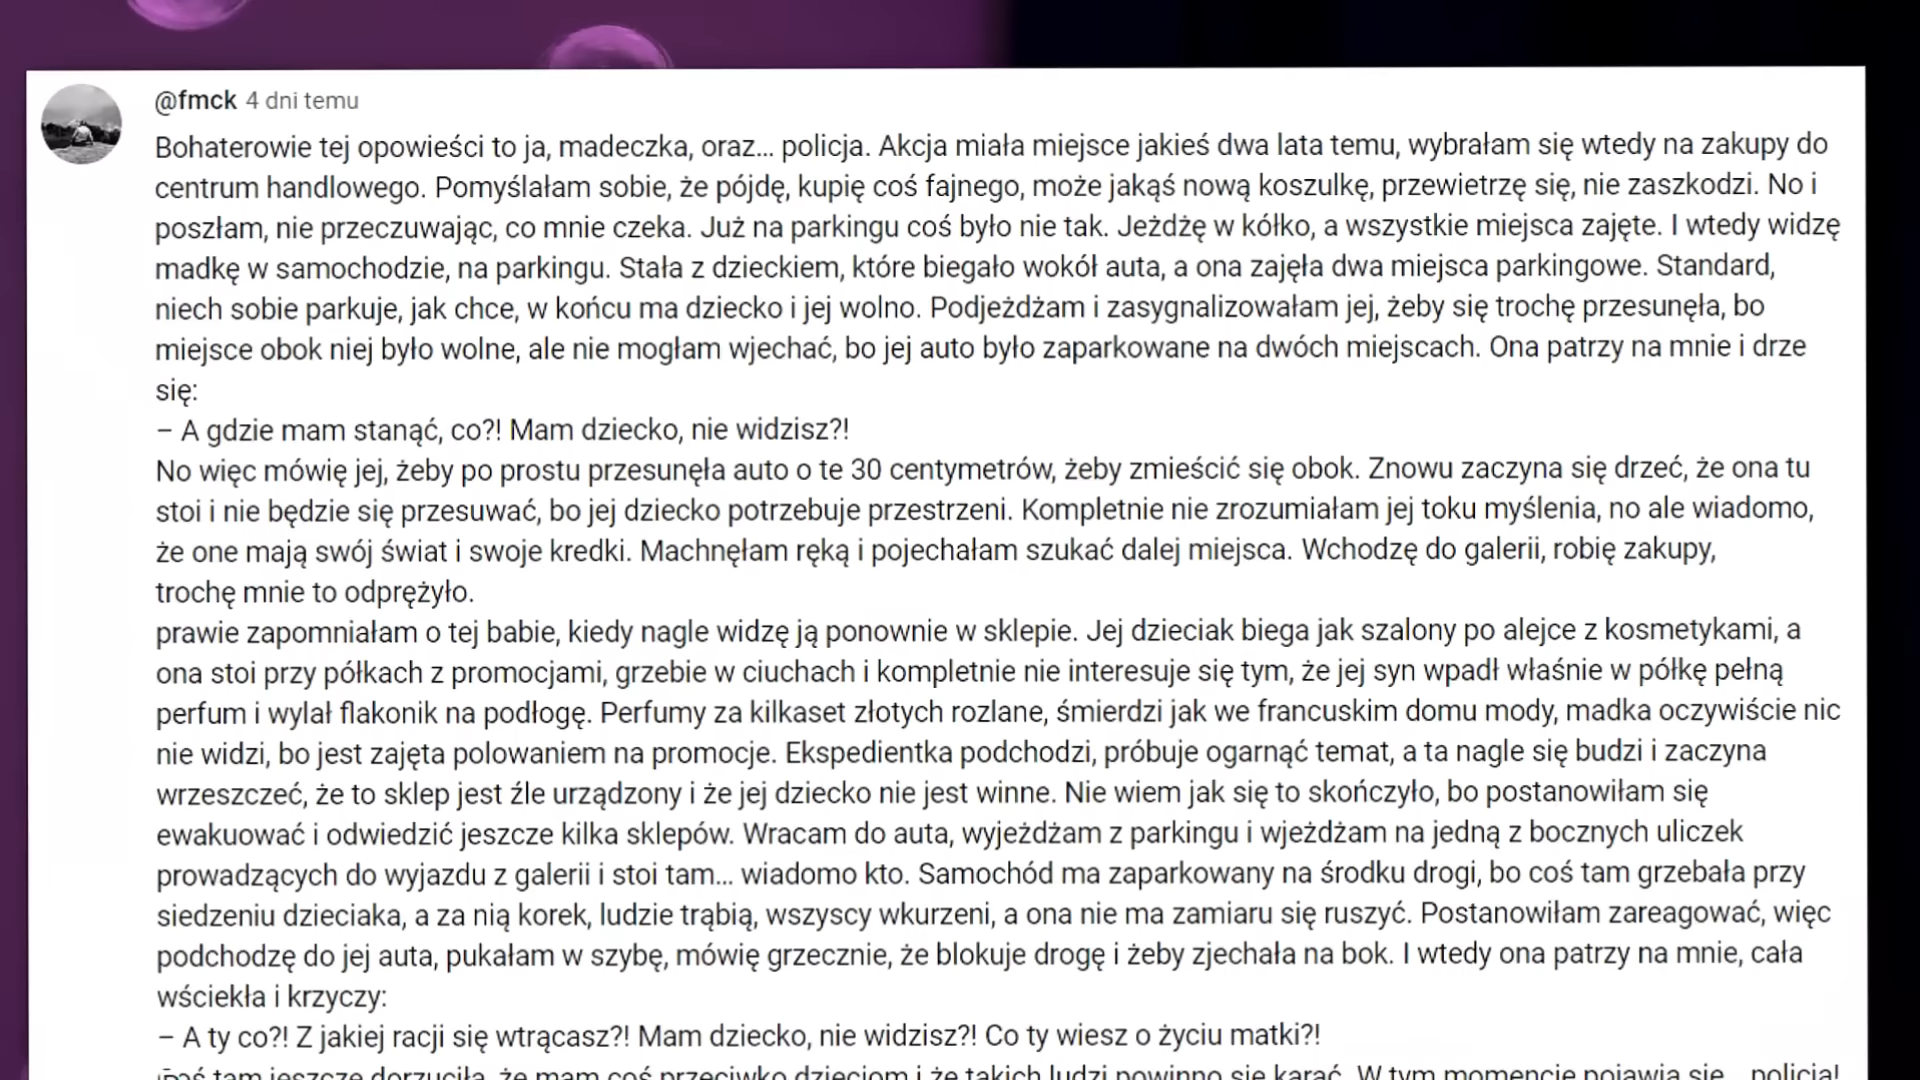 @fmck 4 dni temu
Bohaterowie tej opowieści to ja, madeczka, oraz... policja. Akcja miała miejsce jakieś dwa lata temu, wybrałam się wtedy na zakupy do
centrum handlowego. Pomyślałam sobie, że pójdę, kupię coś fajnego, może jakąś nową koszulkę, przewietrzę się, nie zaszkodzi. No i
poszłam, nie przeczuwając, co mnie czeka. Już na parkingu coś było nie tak. Jeżdżę w kółko, a wszystkie miejsca zajęte. I wtedy widzę
madkę w samochodzie, na parkingu. Stała z dzieckiem, które biegało wokół auta, a ona zajęła dwa miejsca parkingowe. Standard,
niech sobie parkuje, jak chce, w końcu ma dziecko i jej wolno. Podjeżdżam i zasygnalizowałam jej, żeby się trochę przesunęła, bo
miejsce obok niej było wolne, ale nie mogłam wjechać, bo jej auto było zaparkowane na dwóch miejscach. Ona patrzy na mnie i drze
się:
– A gdzie mam stanąć, co?! Mam dziecko, nie widzisz?!
No więc mówię jej, żeby po prostu przesunęła auto o te 30 centymetrów, żeby zmieścić się obok. Znowu zaczyna się drzeć, że ona tu
stoi i nie będzie się przesuwać, bo jej dziecko potrzebuje przestrzeni. Kompletnie nie zrozumiałam jej toku myślenia, no ale wiadomo,
że one mają swój świat i swoje kredki. Machnęłam ręką i pojechałam szukać dalej miejsca. Wchodzę do galerii, robię zakupy,
trochę mnie to odprężyło.
prawie zapomniałam o tej babie, kiedy nagle widzę ją ponownie w sklepie. Jej dzieciak biega jak szalony po alejce z kosmetykami, a
ona stoi przy półkach z promocjami, grzebie w ciuchach i kompletnie nie interesuje się tym, że jej syn wpadł właśnie w półkę pełną
perfum i wylał flakonik na podłogę. Perfumy za kilkaset złotych rozlane, śmierdzi jak we francuskim domu mody, madka oczywiście nic
nie widzi, bo jest zajęta polowaniem na promocje. Ekspedientka podchodzi, próbuje ogarnąć temat, a ta nagle się budzi i zaczyna
wrzeszczeć, że to sklep jest źle urządzony i że jej dziecko nie jest winne. Nie wiem jak się to skończyło, bo postanowiłam się
ewakuować i odwiedzić jeszcze kilka sklepów. Wracam do auta, wyjeżdżam z parkingu i wjeżdżam na jedną z bocznych uliczek
prowadzących do wyjazdu z galerii i stoi tam... wiadomo kto. Samochód ma zaparkowany na środku drogi, bo coś tam grzebała przy
siedzeniu dzieciaka, a za nią korek, ludzie trąbią, wszyscy wkurzeni, a ona nie ma zamiaru się ruszyć. Postanowiłam zareagować, więc
podchodzę do jej auta, pukałam w szybę, mówię grzecznie, że blokuje drogę i żeby zjechała na bok. I wtedy ona patrzy na mnie, cała
wściekła i krzyczy:
– A ty co?! Z jakiej racji się wtrącasz?! Mam dziecko, nie widzisz?! Co ty wiesz o życiu matki?!
tam jeszcze dorzuciła, że mam coś przeciwko dzieciom i że takich ludzi powinno się karać. W tym momencie pojawia się... policja!